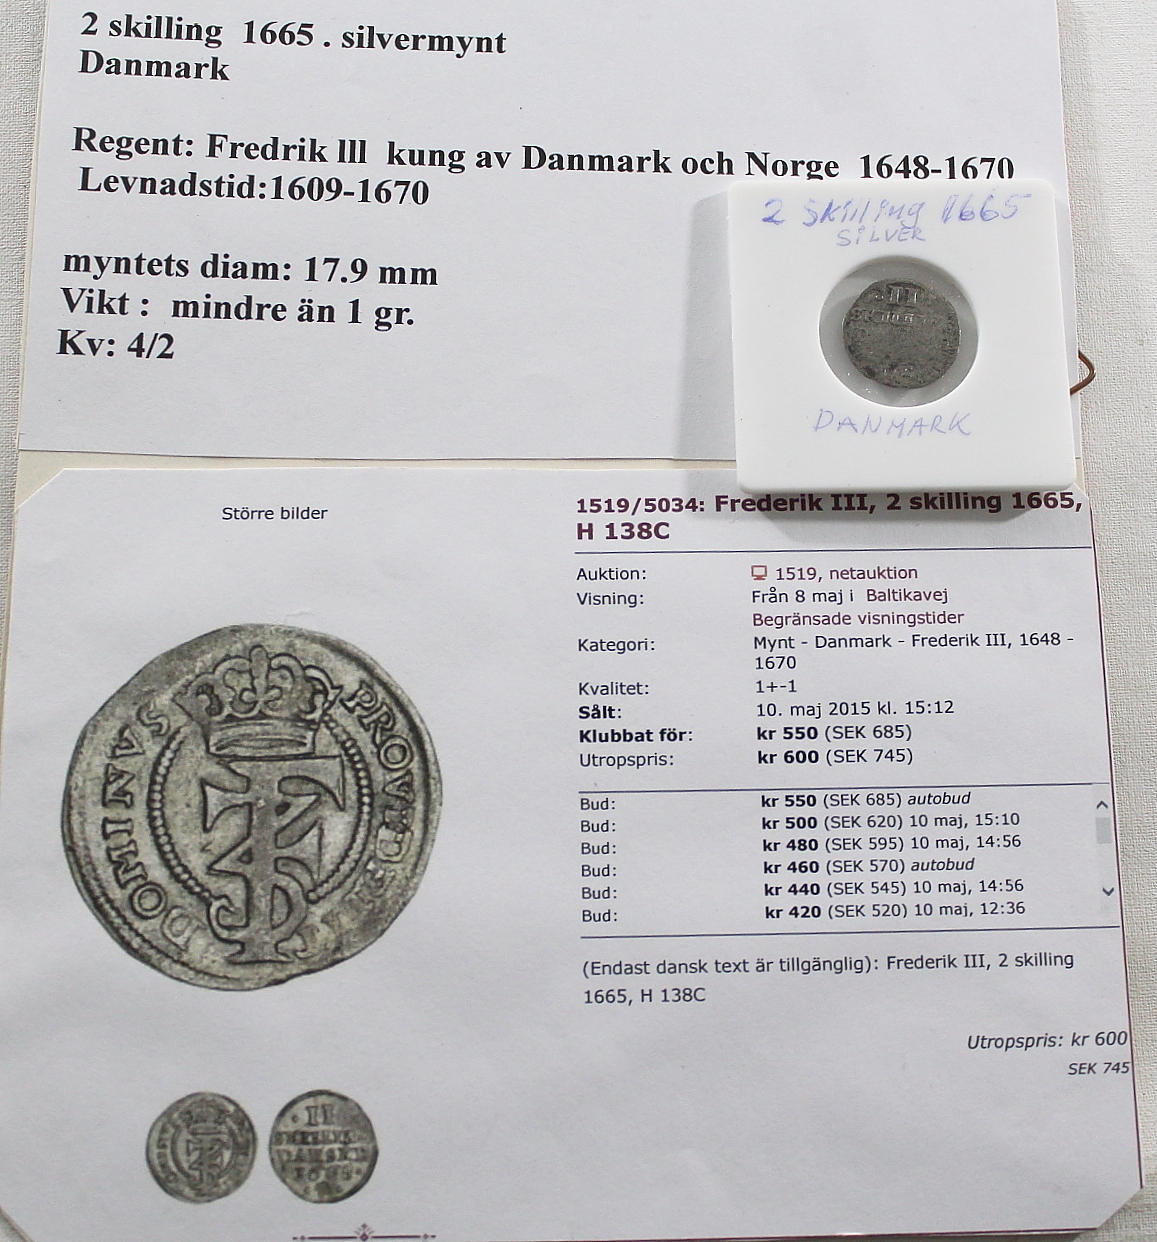 2 skilling 1665 . silvermynt
Danmark
Regent: Fredrik lll kung av Danmark och Norge 1648-1670
Levnadstid:1609-1670
myntets diam: 17.9 mm
Vikt : mindre än 1 gr.
Kv: 4/2
2 Skilling 1665
SILVER
II
DANMARK
Större bilder
1519/5034: Frederik III, 2 skilling 1665,
H 138C
Auktion: 1519, netauktion
Visning: Från 8 maj i Baltikavej
Begränsade visningstider
Kategori: Mynt - Danmark - Frederik III, 1648 -
1670
Kvalitet: 1+-1
Sålt: 10. maj 2015 kl. 15:12
Klubbat för: kr 550 (SEK 685)
Utropspris: kr 600 (SEK 745)
Bud: kr 550 (SEK 685) autobud
Bud: kr 500 (SEK 620) 10 maj, 15:10
Bud: kr 480 (SEK 595) 10 maj, 14:56
Bud: kr 460 (SEK 570) autobud
Bud: kr 440 (SEK 545) 10 maj, 14:56
Bud: kr 420 (SEK 520) 10 maj, 12:36
(Endast dansk text är tillgänglig): Frederik III, 2 skilling
1665, H 138C
Utropspris: kr 600
SEK 745
DOMINVS
II